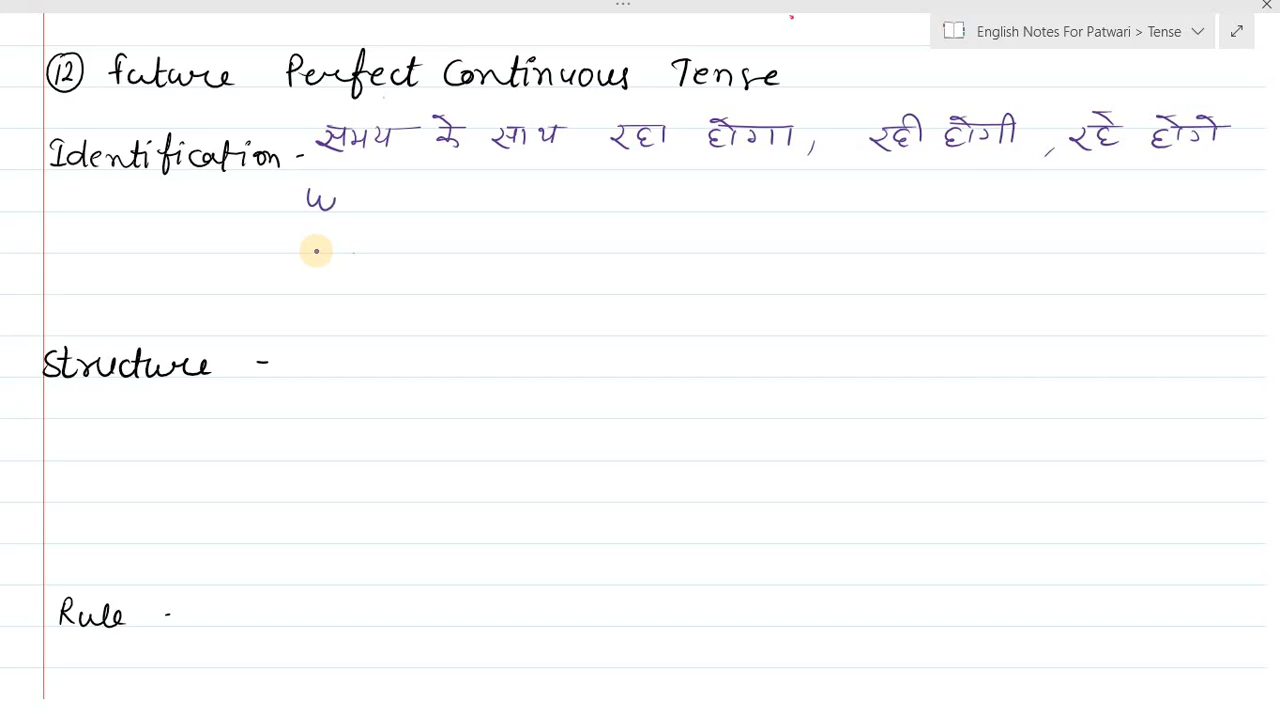 English Notes For Patwari > Tense
12 Future Perfect Continuous Tense
Identification - समय के साथ रहा होगा, रही होगी, रहे होंगे
W
Structure -
Rule -